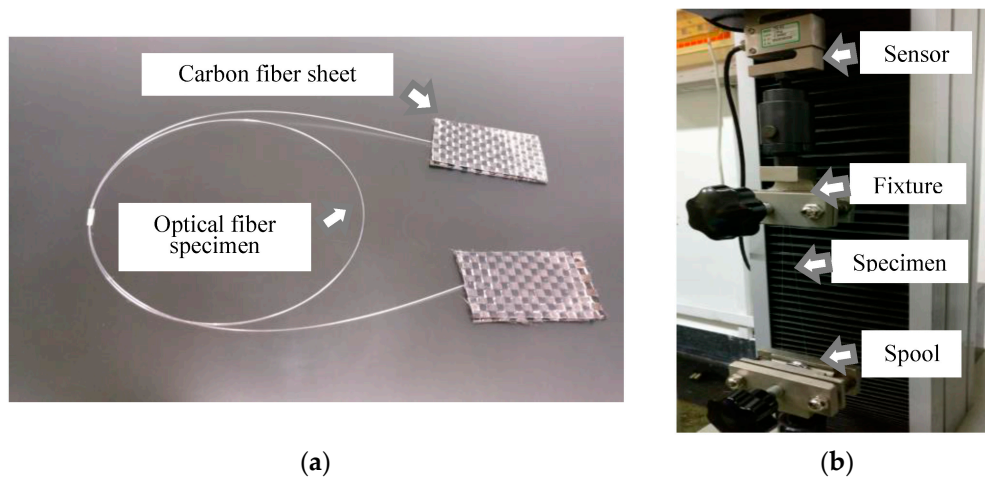 Carbon fiber sheet
Optical fiber
specimen
(a)
Sensor
Fixture
Specimen
Spool
(b)